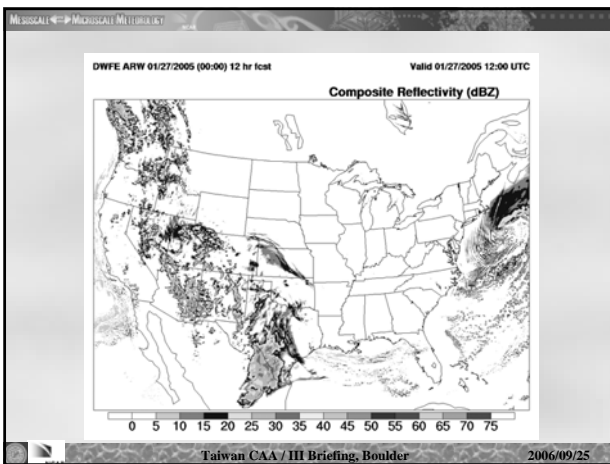 MESOSCALE MICROSCALE METEOROLOGY
DWFE ARW 01/27/2005 (00:00) 12 hr fcst Valid 01/27/2005 12:00 UTC
Composite Reflectivity (dBZ)
0 5 10 15 20 25 30 35 40 45 50 55 60 65 70 75
NCAR Taiwan CAA / III Briefing, Boulder 2006/09/25